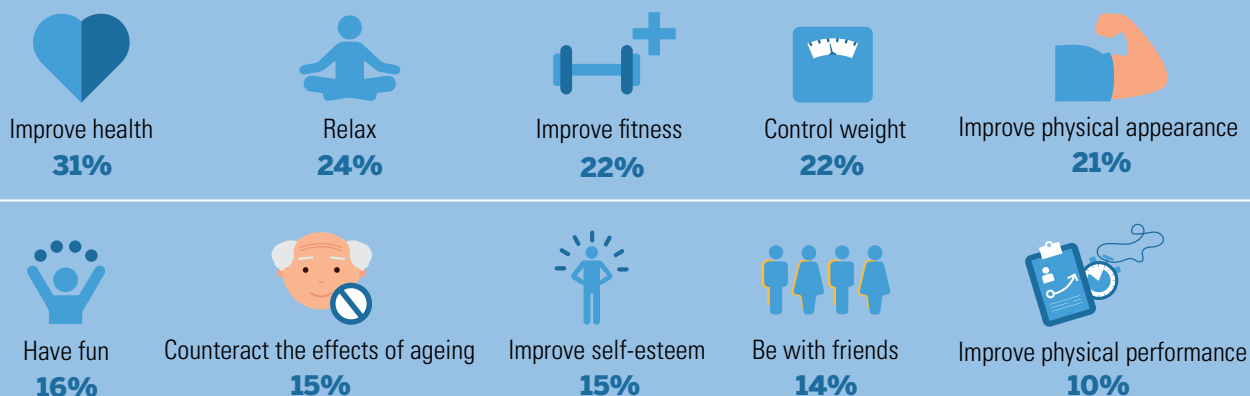 Improve health
31%
Relax
24%
Improve fitness
22%
Control weight
22%
Improve physical appearance
21%
Have fun
16%
Counteract the effects of ageing
15%
Improve self-esteem
15%
Be with friends
14%
Improve physical performance
10%